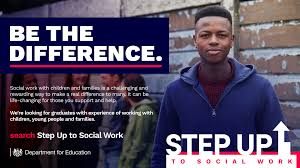 BE THE
DIFFERENCE.
Social work with children and families is a challenging and
rewarding way to make a real difference to many. It can be
life-changing for those you support and help.
We're looking for graduates with experience of working with
children, young people and families.
search Step Up to Social Work
Department for Education
STEP UP
TO SOCIAL WORK